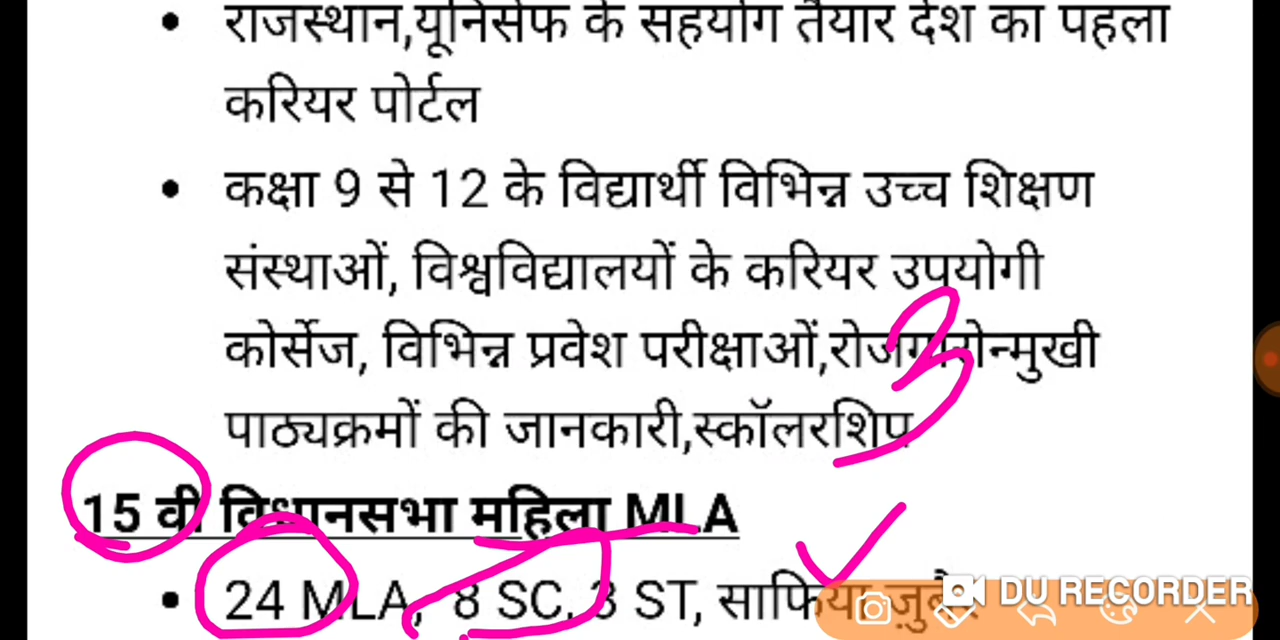 राजस्थान,यूनिसेफ के सहयोग तैयार देश का पहला
करियर पोर्टल
कक्षा 9 से 12 के विद्यार्थी विभिन्न उच्च शिक्षण
संस्थाओं, विश्वविद्यालयों के करियर उपयोगी
कोर्सेज, विभिन्न प्रवेश परीक्षाओं,रोजगारोन्मुखी
3
पाठ्यक्रमों की जानकारी,स्कॉलरशिप
15 वी विधानसभा महिला MLA
24 MLA, 8 SC, 3 ST, साफिया
DU RECORDER